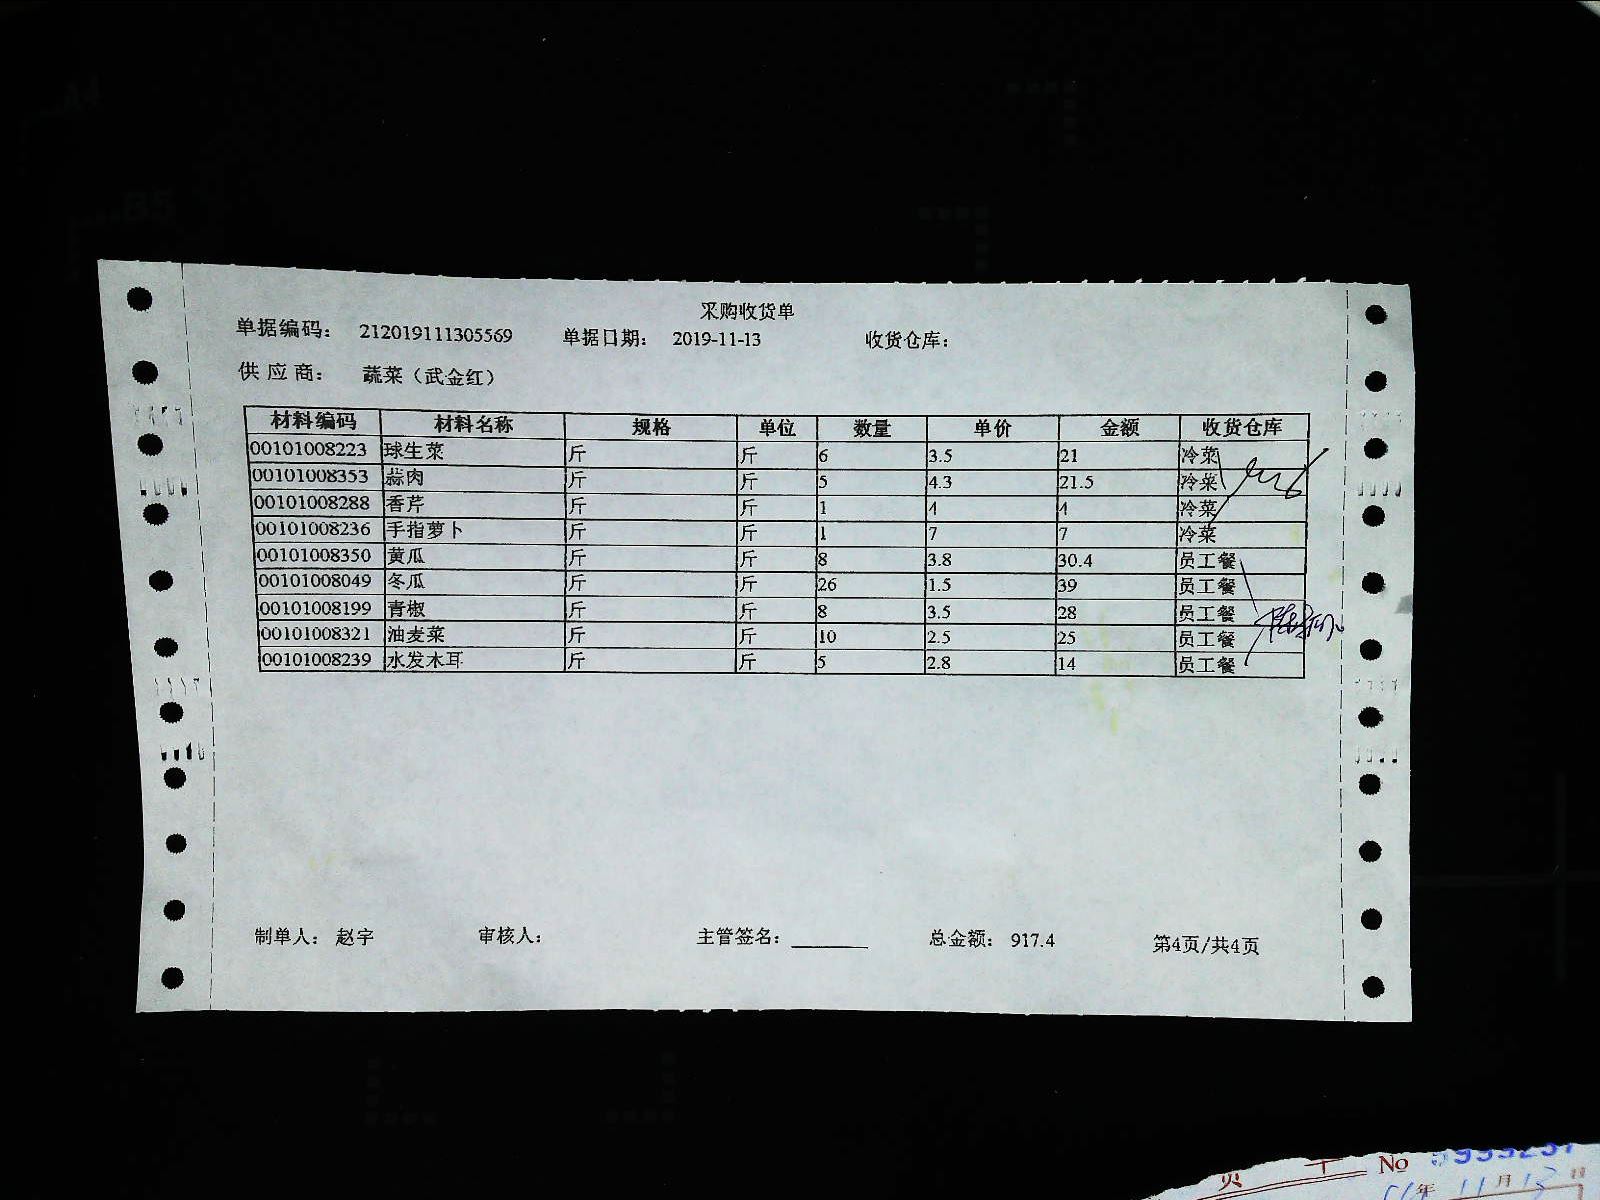 采购收货单
单据编码： 212019111305569 单据日期： 2019-11-13 收货仓库：
供应商： 蔬菜（武金红）
材料编码 材料名称 规格 单位 数量 单价 金额 收货仓库
00101008223 球生菜 斤 斤 6 3.5 21 冷菜
00101008353 蒜肉 斤 斤 5 4.3 21.5 冷菜
00101008288 香芹 斤 斤 1 4 4 冷菜
00101008236 手指萝卜 斤 斤 1 7 7 冷菜
00101008350 黄瓜 斤 斤 8 3.8 30.4 员工餐
00101008049 冬瓜 斤 斤 26 1.5 39 员工餐
00101008199 青椒 斤 斤 8 3.5 28 员工餐
00101008321 油麦菜 斤 斤 10 2.5 25 员工餐
00101008239 水发木耳 斤 斤 5 2.8 14 员工餐
制单人： 赵宇 审核人： 主管签名： 总金额： 917.4 第4页/共4页
No
年 11 月 13